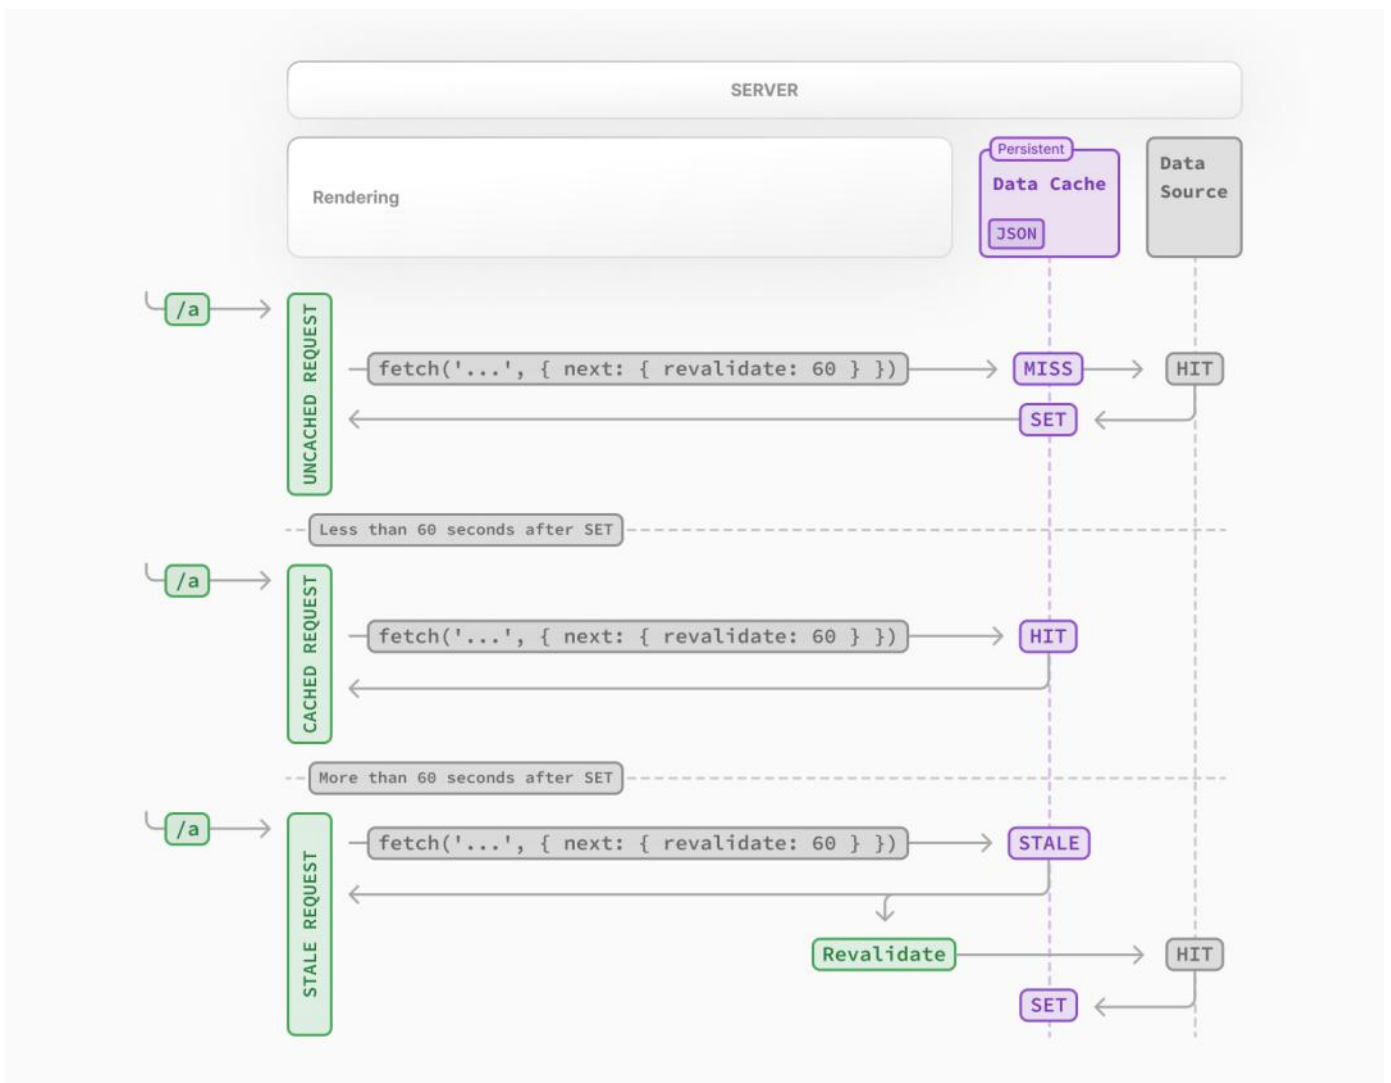 SERVER
Rendering
Persistent
Data Cache
JSON
Data
Source
/a
UNCACHED REQUEST
fetch('...', { next: { revalidate: 60 } })
MISS
HIT
SET
Less than 60 seconds after SET
/a
CACHED REQUEST
fetch('...', { next: { revalidate: 60 } })
HIT
More than 60 seconds after SET
/a
STALE REQUEST
fetch('...', { next: { revalidate: 60 } })
STALE
Revalidate
HIT
SET